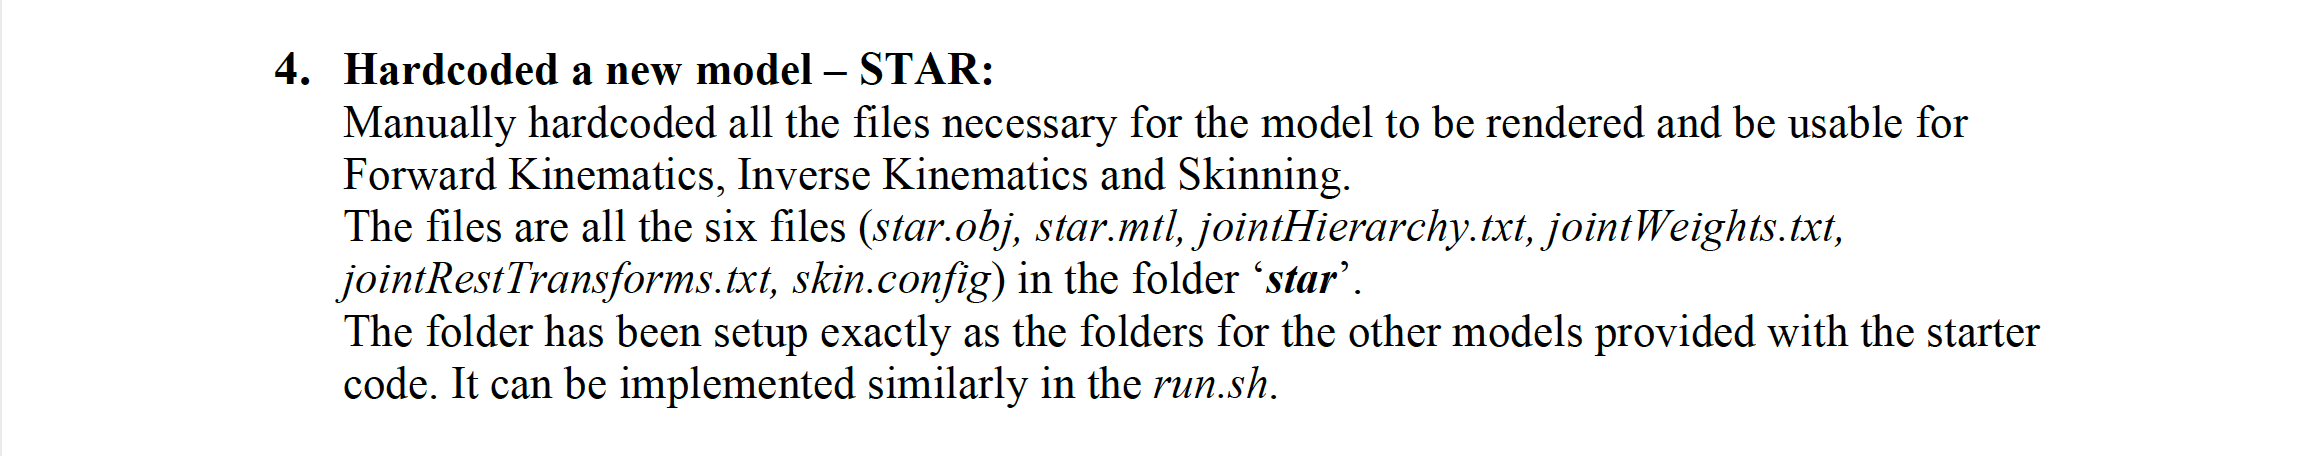 4. Hardcoded a new model – STAR:
Manually hardcoded all the files necessary for the model to be rendered and be usable for
Forward Kinematics, Inverse Kinematics and Skinning.
The files are all the six files (star.obj, star.mtl, jointHierarchy.txt, jointWeights.txt,
jointRestTransforms.txt, skin.config) in the folder ‘star’.
The folder has been setup exactly as the folders for the other models provided with the starter
code. It can be implemented similarly in the run.sh.